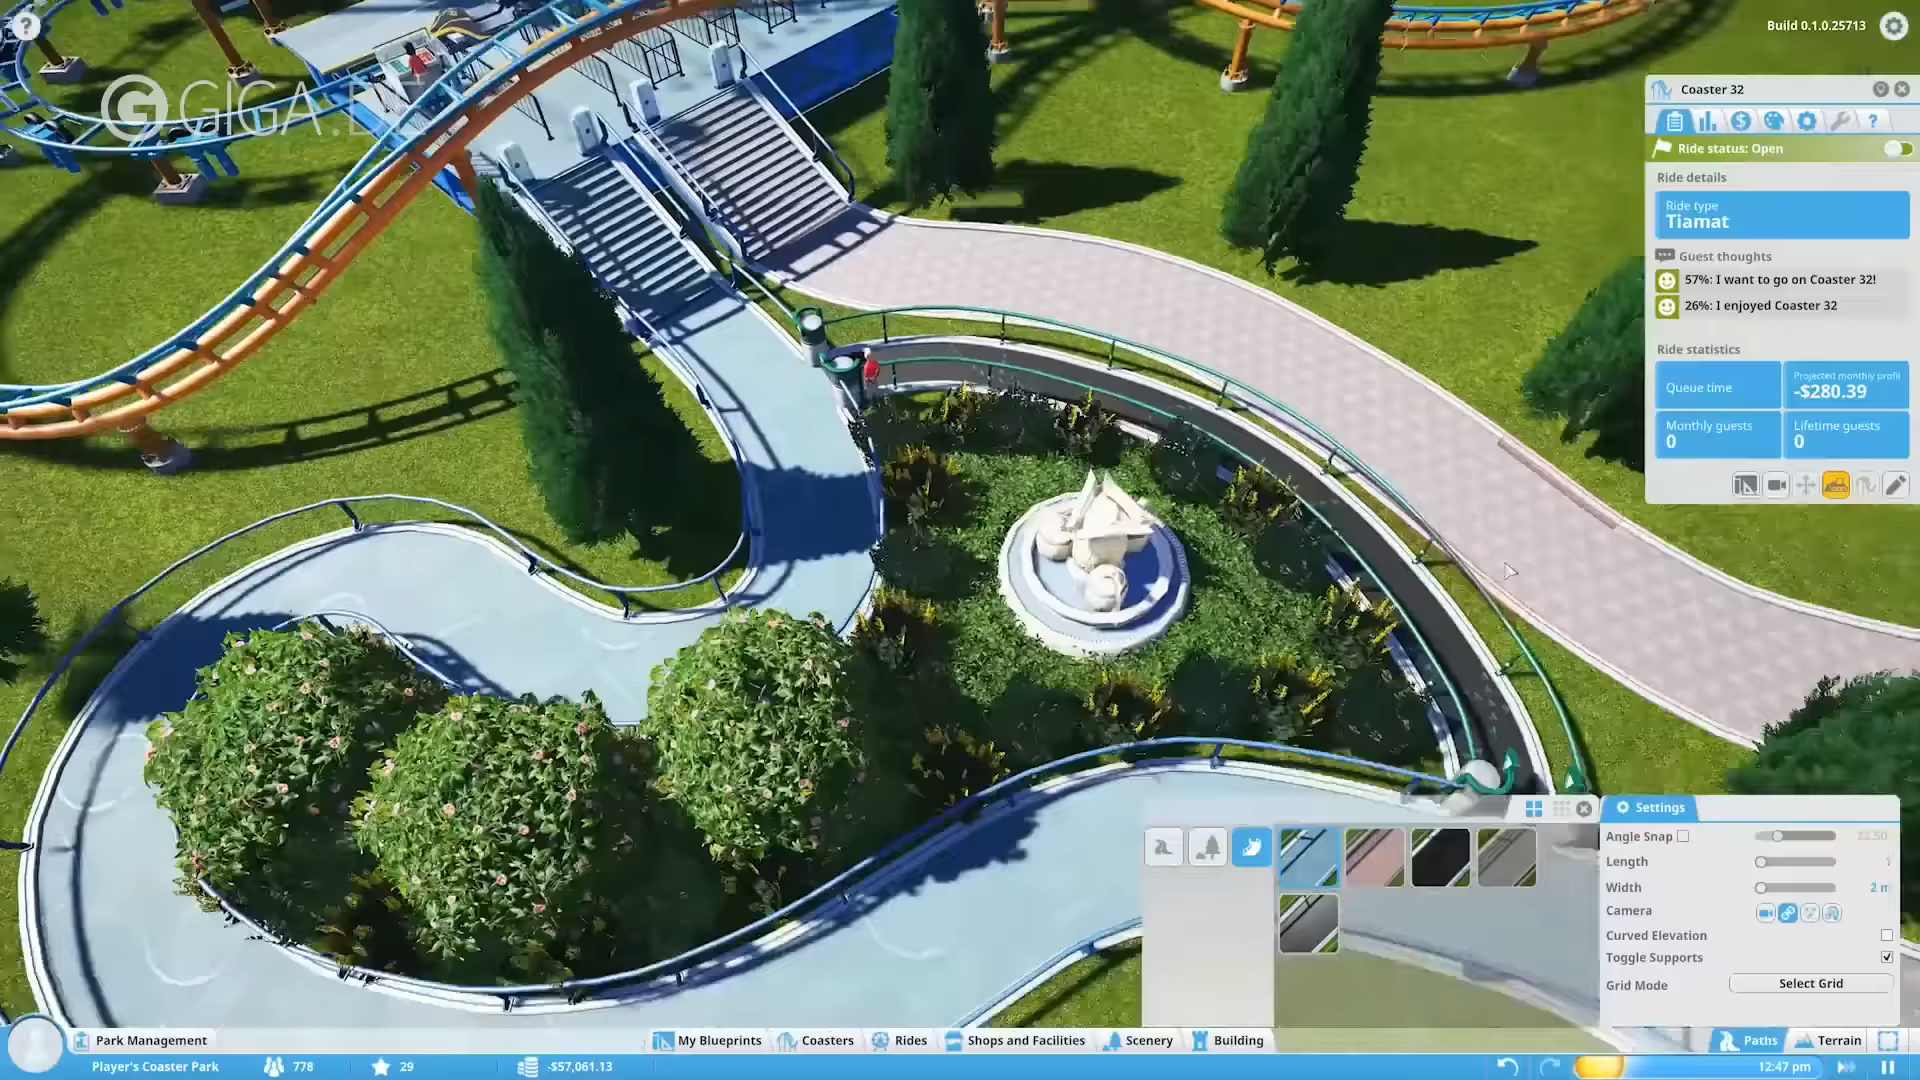 ?
Build 0.1.0.25713
GIGA.DE
Coaster 32
?
Ride status: Open
Ride details
Ride type
Tiamat
Guest thoughts
57%: I want to go on Coaster 32!
26%: I enjoyed Coaster 32
Ride statistics
Queue time
Projected monthly profit
-$280.39
Monthly guests
0
Lifetime guests
0
Settings
Angle Snap
22.50
Length
1
Width
2 m
Camera
Curved Elevation
Toggle Supports
Grid Mode
Select Grid
Park Management
My Blueprints
Coasters
Rides
Shops and Facilities
Scenery
Building
Paths
Terrain
Player's Coaster Park
778
29
-$57,061.13
12:47 pm